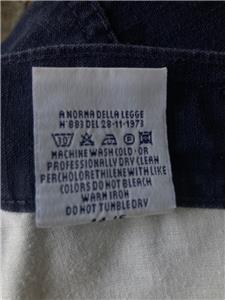 A NORMA DELLA LEGGE
N° 883 DEL 26-11-1973
MACHINE WASH COLD - OR
PROFESSIONALLY DRY CLEAN
PERCHLORETHYLENE WITH LIKE
COLORS DO NOT BLEACH
WARM IRON
DO NOT TUMBLE DRY